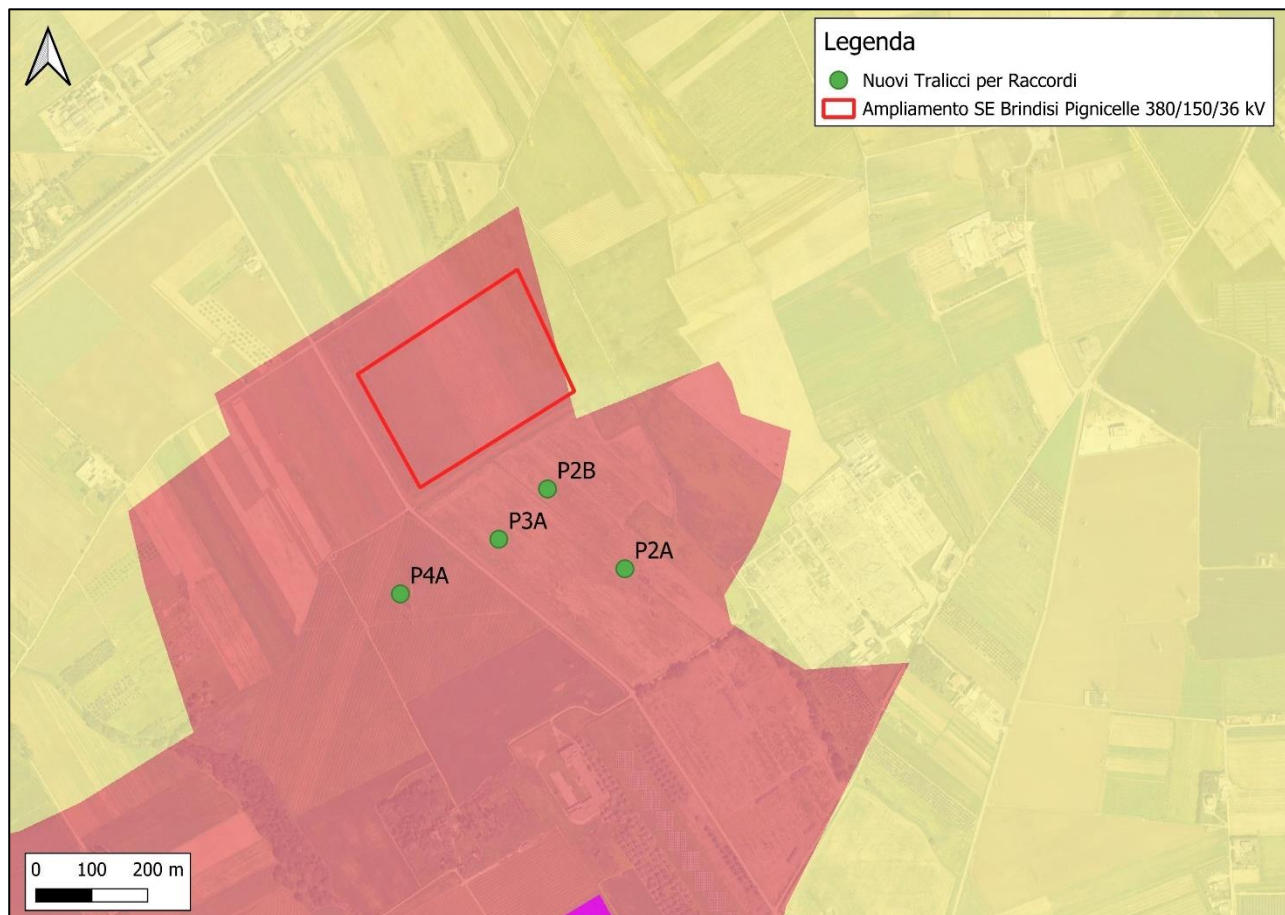 Legenda
Nuovi Tralicci per Raccordi
Ampliamento SE Brindisi Pignicelle 380/150/36 kV
P2B
P3A
P2A
P4A
0 100 200 m